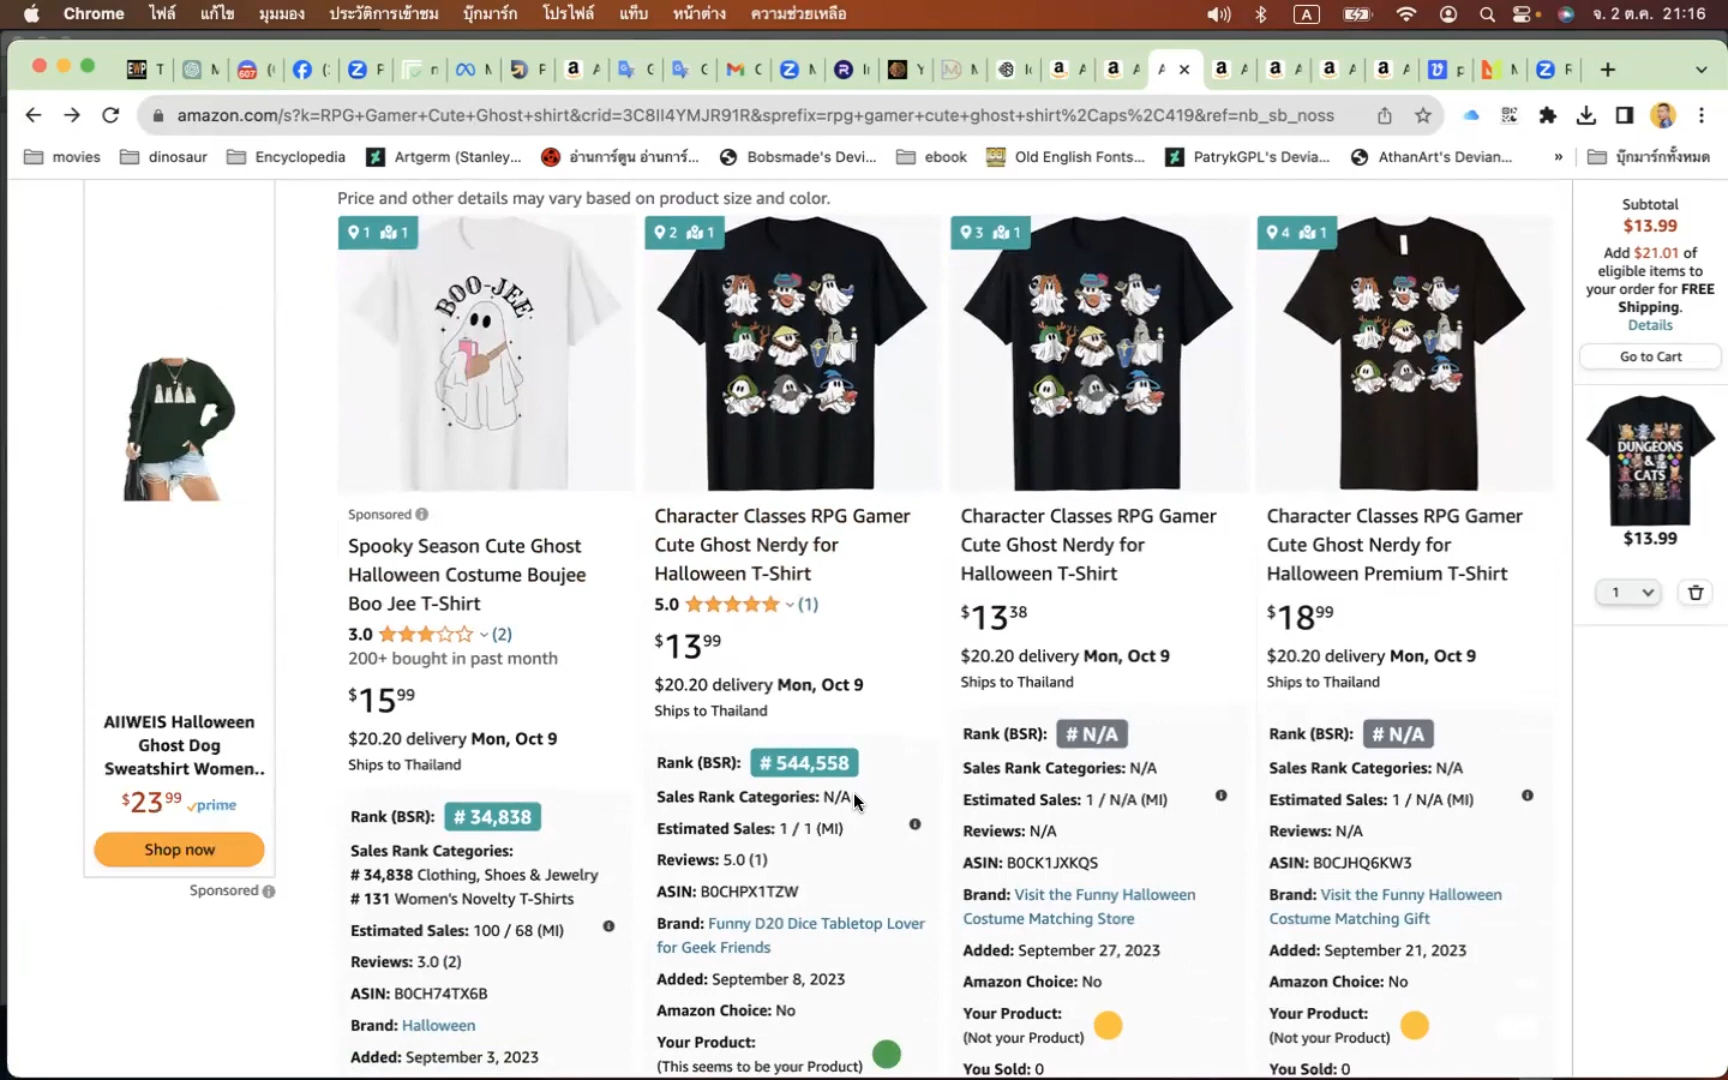 Chrome ไฟล์ แก้ไข มุมมอง ประวัติการเข้าชม บุ๊กมาร์ก โปรไฟล์ แท็บ หน้าต่าง ความช่วยเหลือ A จ. 2 ต.ค. 21:16
amazon.com/s?k=RPG+Gamer+Cute+Ghost+shirt&crid=3C8II4YMJR91R&sprefix=rpg+gamer+cute+ghost+shirt%2Caps%2C419&ref=nb_sb_noss
movies dinosaur Encyclopedia Artgerm (Stanley... อ่านการ์ตูน อ่านการ์... Bobsmade's Devi... ebook Old English Fonts... PatrykGPL's Devia... AthanArt's Devian... » บุ๊กมาร์กทั้งหมด
Price and other details may vary based on product size and color.
1 1
BOO-JEE
Sponsored
Spooky Season Cute Ghost
Halloween Costume Boujee
Boo Jee T-Shirt
3.0 (2)
200+ bought in past month
$15.99
$20.20 delivery Mon, Oct 9
Ships to Thailand
Rank (BSR): # 34,838
Sales Rank Categories:
# 34,838 Clothing, Shoes & Jewelry
# 131 Women's Novelty T-Shirts
Estimated Sales: 100 / 68 (MI)
Reviews: 3.0 (2)
ASIN: B0CH74TX6B
Brand: Halloween
Added: September 3, 2023
2 1
Character Classes RPG Gamer
Cute Ghost Nerdy for
Halloween T-Shirt
5.0 (1)
$13.99
$20.20 delivery Mon, Oct 9
Ships to Thailand
Rank (BSR): # 544,558
Sales Rank Categories: N/A
Estimated Sales: 1 / 1 (MI)
Reviews: 5.0 (1)
ASIN: B0CHPX1TZW
Brand: Funny D20 Dice Tabletop Lover
for Geek Friends
Added: September 8, 2023
Amazon Choice: No
Your Product:
(This seems to be your Product)
3 1
Character Classes RPG Gamer
Cute Ghost Nerdy for
Halloween T-Shirt
$13.38
$20.20 delivery Mon, Oct 9
Ships to Thailand
Rank (BSR): # N/A
Sales Rank Categories: N/A
Estimated Sales: 1 / N/A (MI)
Reviews: N/A
ASIN: B0CK1JXKQS
Brand: Visit the Funny Halloween
Costume Matching Store
Added: September 27, 2023
Amazon Choice: No
Your Product:
(Not your Product)
You Sold: 0
4 1
Character Classes RPG Gamer
Cute Ghost Nerdy for
Halloween Premium T-Shirt
$18.99
$20.20 delivery Mon, Oct 9
Ships to Thailand
Rank (BSR): # N/A
Sales Rank Categories: N/A
Estimated Sales: 1 / N/A (MI)
Reviews: N/A
ASIN: B0CJHQ6KW3
Brand: Visit the Funny Halloween
Costume Matching Gift
Added: September 21, 2023
Amazon Choice: No
Your Product:
(Not your Product)
You Sold: 0
AIIWEIS Halloween
Ghost Dog
Sweatshirt Women..
$23.99 prime
Shop now
Sponsored
Subtotal
$13.99
Add $21.01 of
eligible items to
your order for FREE
Shipping.
Details
Go to Cart
DUNGEONS
& CATS
$13.99
1